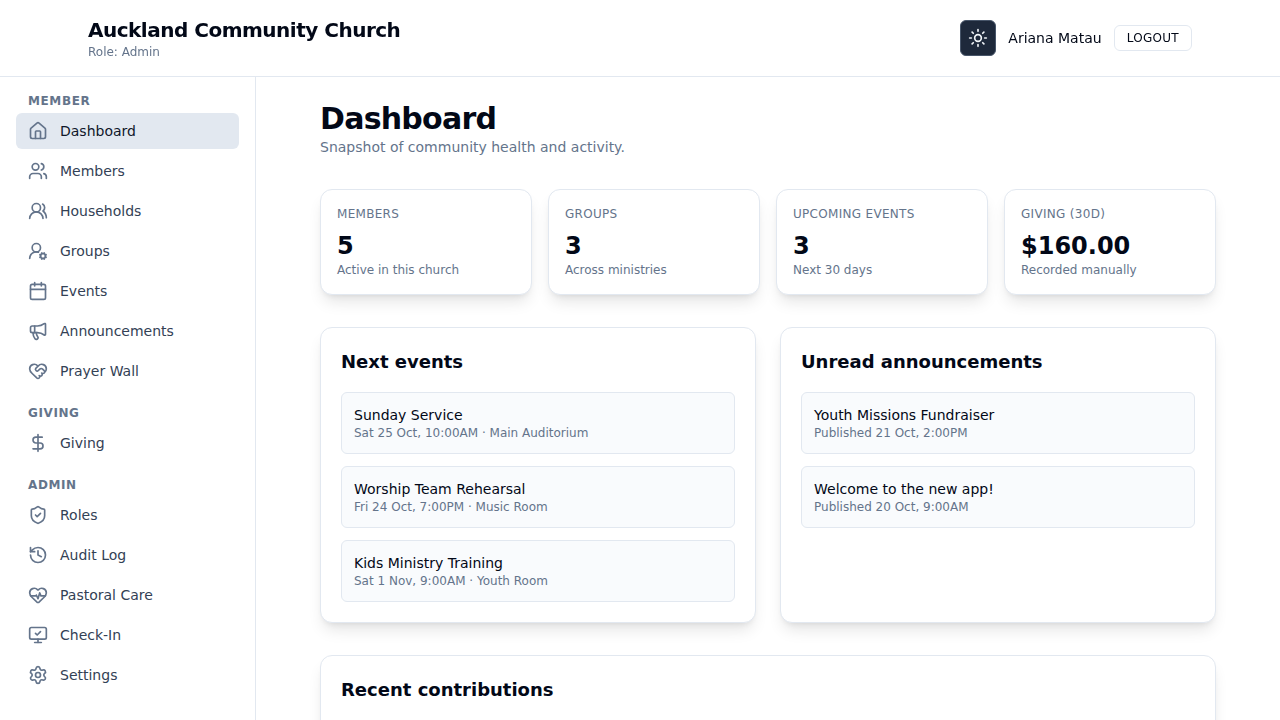 Auckland Community Church
Role: Admin
Ariana Matau
LOGOUT
MEMBER
Dashboard
Members
Households
Groups
Events
Announcements
Prayer Wall
GIVING
Giving
ADMIN
Roles
Audit Log
Pastoral Care
Check-In
Settings
Dashboard
Snapshot of community health and activity.
MEMBERS
5
Active in this church
GROUPS
3
Across ministries
UPCOMING EVENTS
3
Next 30 days
GIVING (30D)
$160.00
Recorded manually
Next events
Sunday Service
Sat 25 Oct, 10:00AM · Main Auditorium
Worship Team Rehearsal
Fri 24 Oct, 7:00PM · Music Room
Kids Ministry Training
Sat 1 Nov, 9:00AM · Youth Room
Unread announcements
Youth Missions Fundraiser
Published 21 Oct, 2:00PM
Welcome to the new app!
Published 20 Oct, 9:00AM
Recent contributions